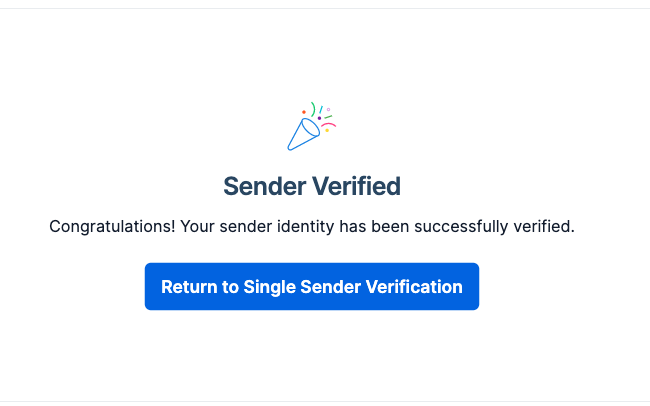 Sender Verified
Congratulations! Your sender identity has been successfully verified.
Return to Single Sender Verification